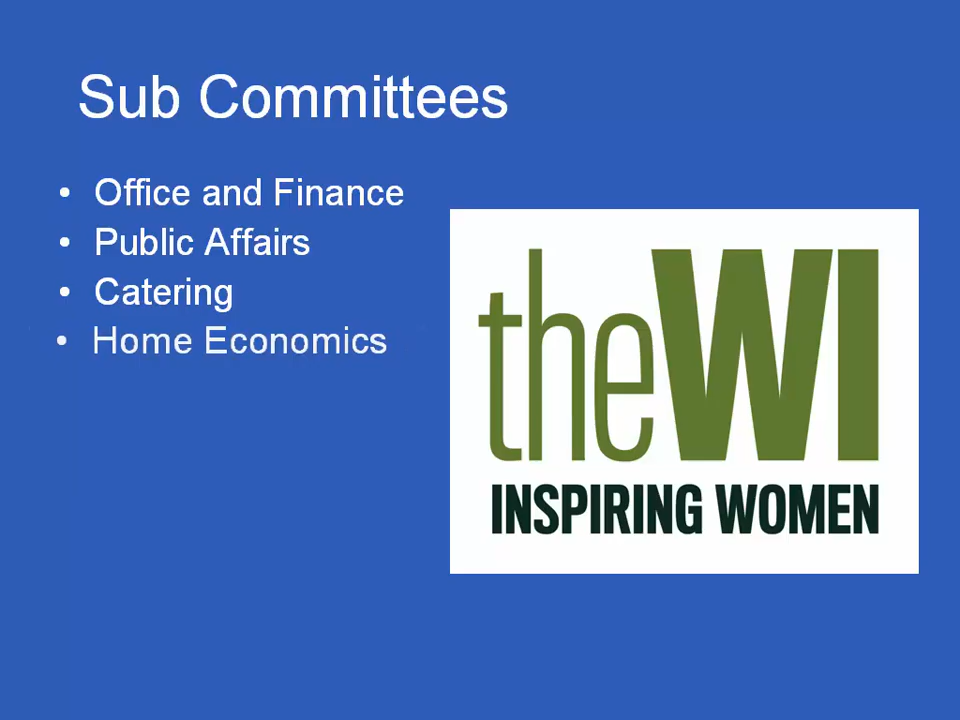 Sub Committees
• Office and Finance
• Public Affairs
• Catering
• Home Economics
theWI
INSPIRING WOMEN